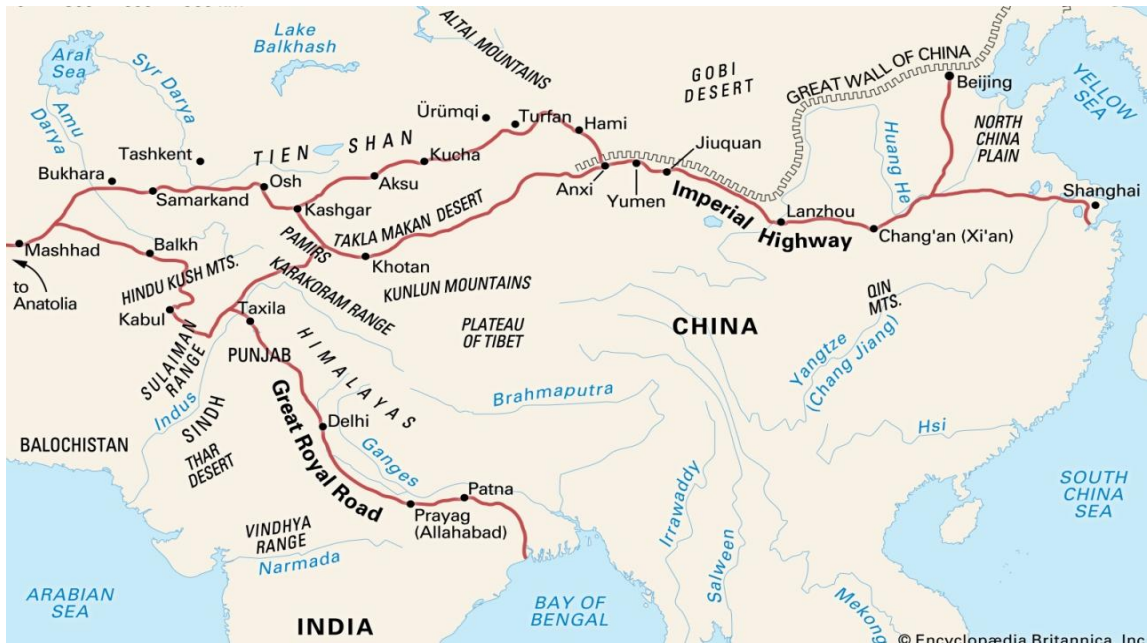 Aral
Sea
Syr Darya
Amu
Darya
Lake
Balkhash
ALTAI MOUNTAINS
GOBI
DESERT
GREAT WALL OF CHINA
Beijing
YELLOW
SEA
NORTH
CHINA
PLAIN
Huang He
Ürümqi
Turfan
Hami
Jiuquan
Tashkent
TIEN SHAN
Kucha
Bukhara
Samarkand
Osh
Aksu
Anxi
Yumen
Imperial Highway
Lanzhou
Shanghai
Kashgar
TAKLA MAKAN DESERT
Chang'an (Xi'an)
Mashhad
to
Anatolia
Balkh
PAMIRS
Khotan
HINDU KUSH MTS.
KARAKORAM RANGE
KUNLUN MOUNTAINS
QIN
MTS.
Kabul
Taxila
PLATEAU
OF TIBET
CHINA
SULAIMAN
RANGE
PUNJAB
HIMALAYAS
Yangtze
(Chang Jiang)
Indus
SINDH
Great Royal Road
Brahmaputra
Delhi
BALOCHISTAN
THAR
DESERT
Ganges
Hsi
Patna
Prayag
(Allahabad)
SOUTH
CHINA
SEA
VINDHYA
RANGE
Narmada
Irrawaddy
Salween
Mekong
ARABIAN
SEA
INDIA
BAY OF
BENGAL
© Encyclopædia Britannica, Inc